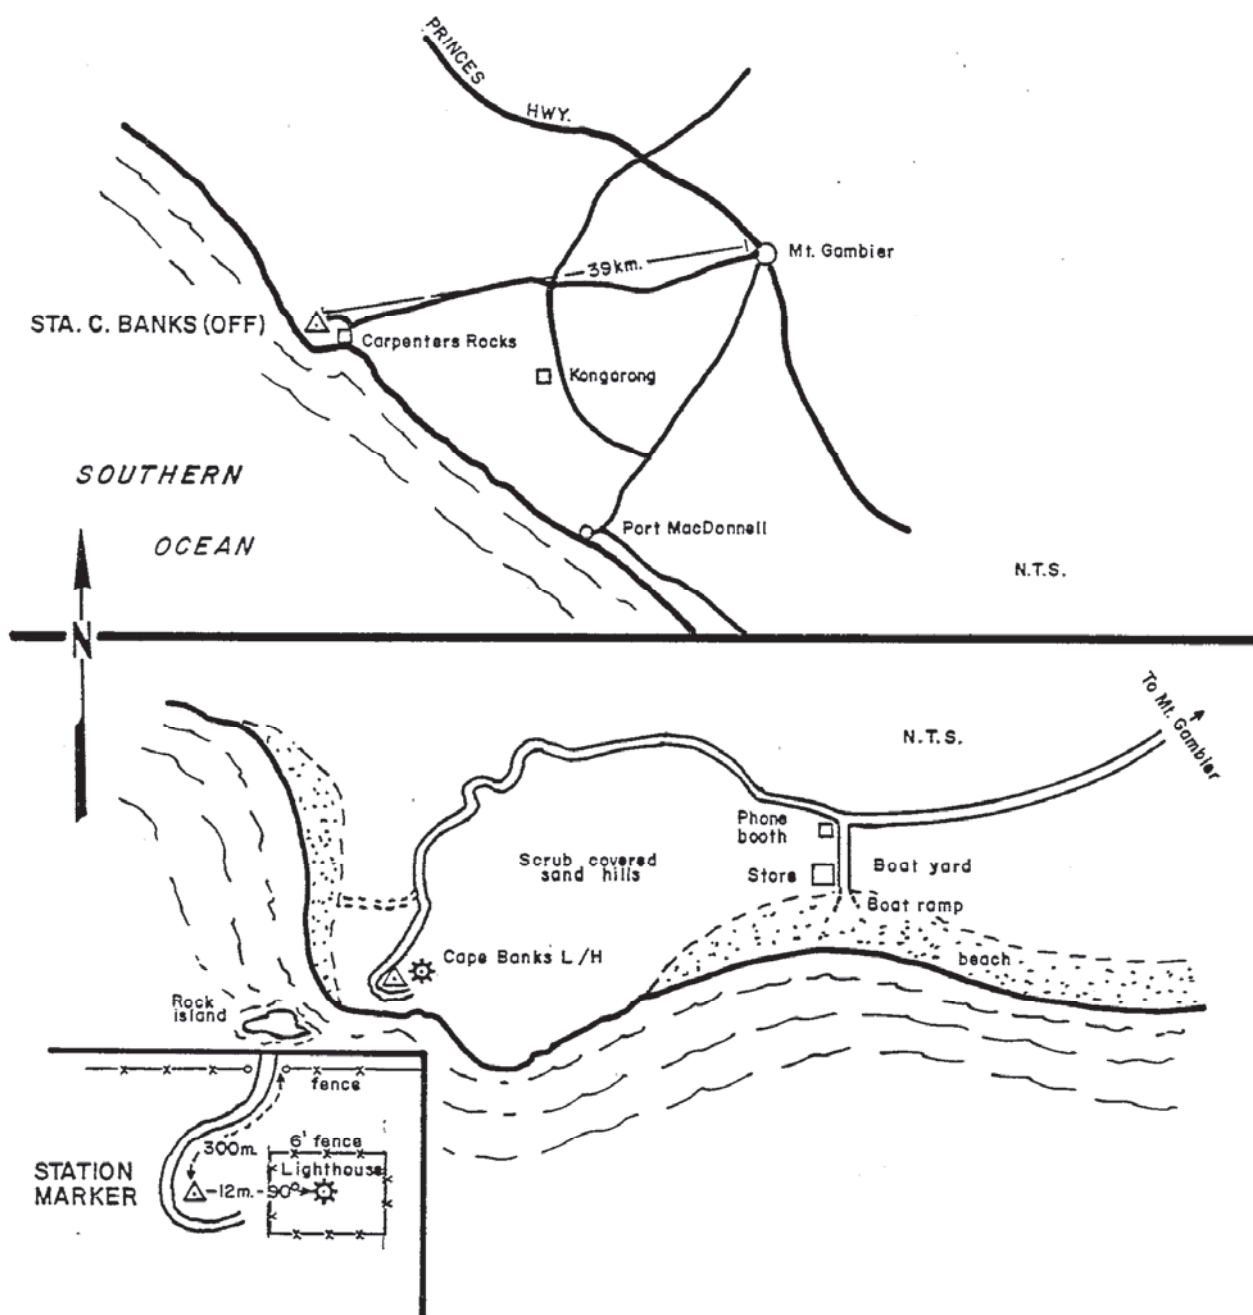 PRINCES
HWY.
Mt. Gambier
39km.
STA. C. BANKS (OFF)
Carpenters Rocks
Kongorong
SOUTHERN
OCEAN
Port MacDonnell
N.T.S.
N
To Mt. Gambier
N.T.S.
Phone
booth
Scrub covered
sand hills
Store
Boat yard
Boat ramp
beach
Cape Banks L/H
Rock
island
fence
300m.
6' fence
Lighthouse
STATION
MARKER
12m.-90°